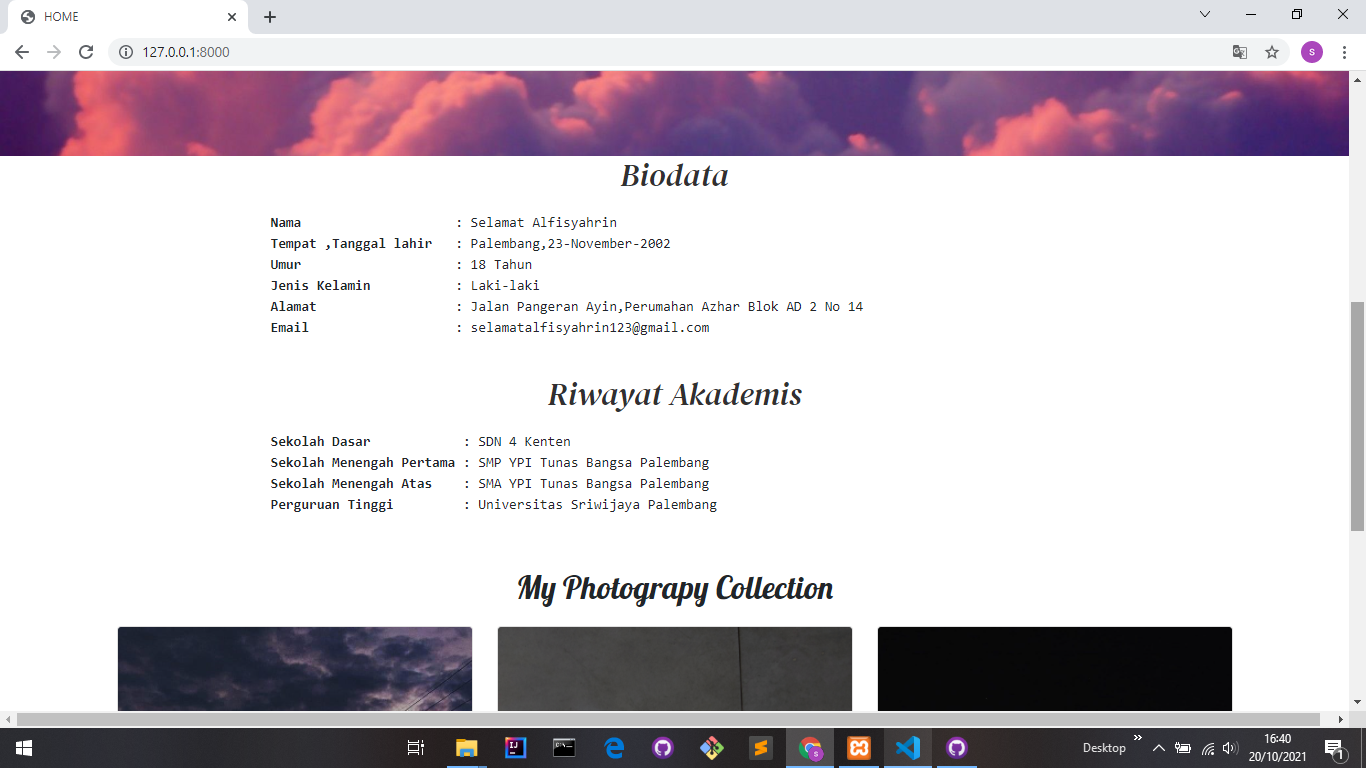 HOME
127.0.0.1:8000
S
Biodata
Nama : Selamat Alfisyahrin
Tempat ,Tanggal lahir : Palembang,23-November-2002
Umur : 18 Tahun
Jenis Kelamin : Laki-laki
Alamat : Jalan Pangeran Ayin,Perumahan Azhar Blok AD 2 No 14
Email : selamatalfisyahrin123@gmail.com
Riwayat Akademis
Sekolah Dasar : SDN 4 Kenten
Sekolah Menengah Pertama : SMP YPI Tunas Bangsa Palembang
Sekolah Menengah Atas : SMA YPI Tunas Bangsa Palembang
Perguruan Tinggi : Universitas Sriwijaya Palembang
My Photograpy Collection
Desktop
16:40
20/10/2021
1